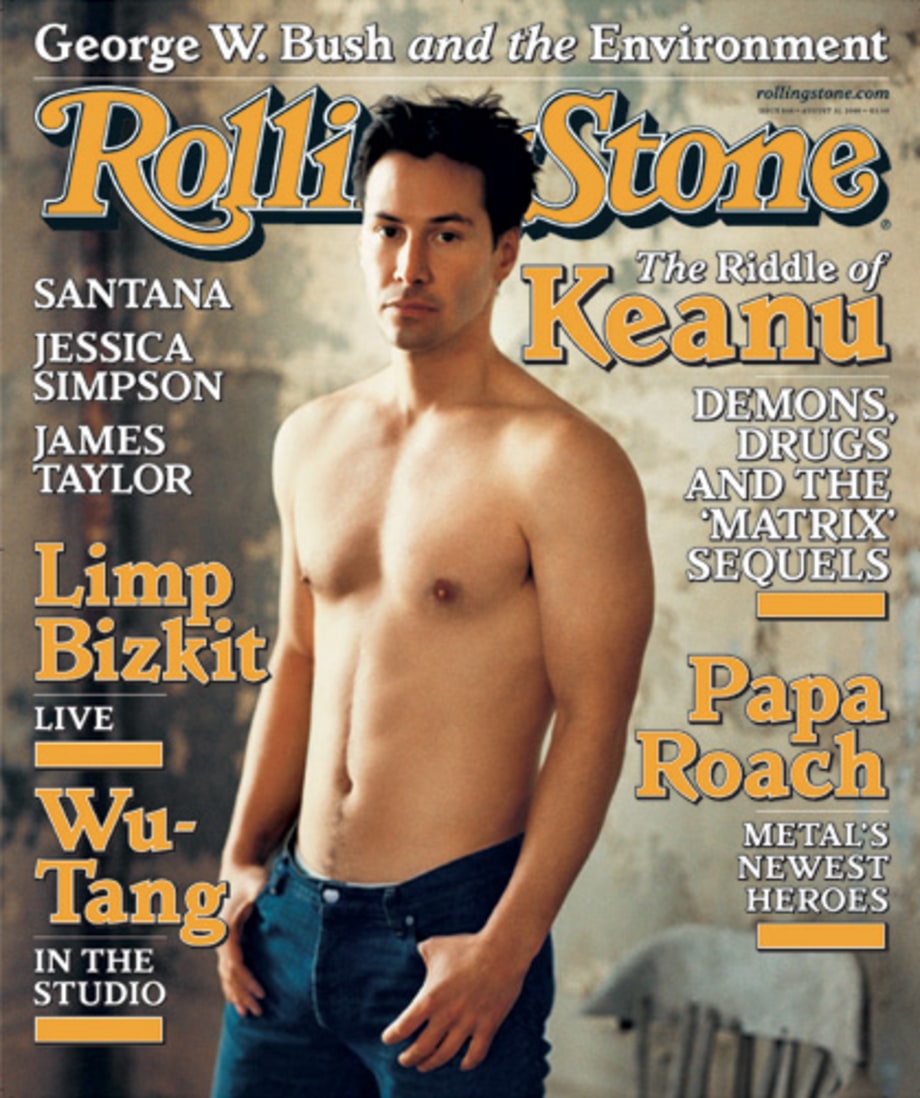 George W. Bush and the Environment
rollingstone.com
Rolling Stone
The Riddle of
Keanu
DEMONS,
DRUGS
AND THE
'MATRIX'
SEQUELS
SANTANA
JESSICA
SIMPSON
JAMES
TAYLOR
Limp
Bizkit
LIVE
Wu-
Tang
IN THE
STUDIO
Papa
Roach
METAL'S
NEWEST
HEROES